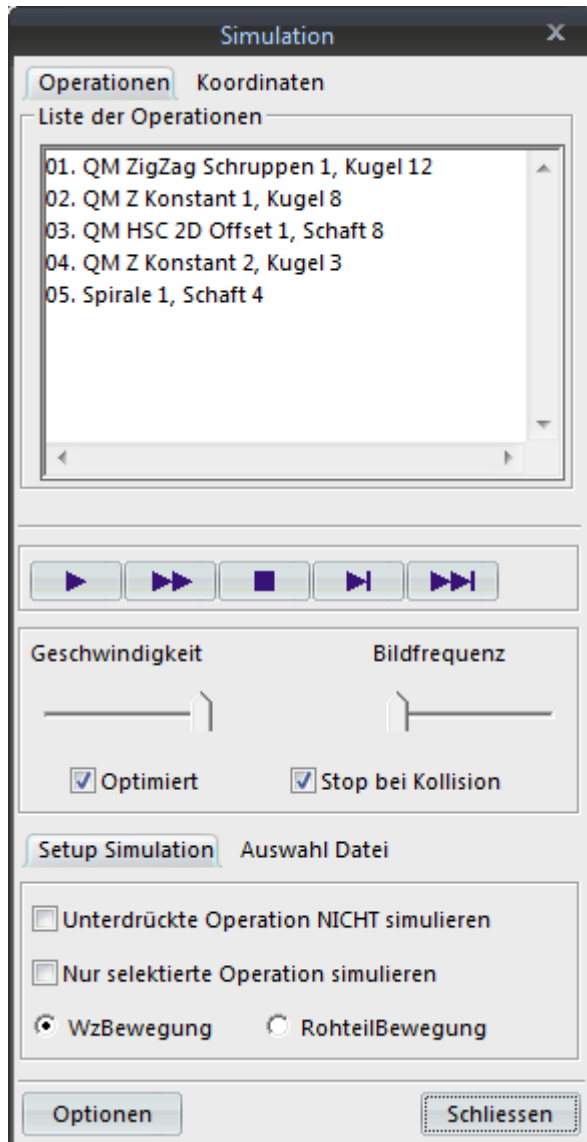 Simulation x
Operationen Koordinaten
Liste der Operationen
01. QM ZigZag Schruppen 1, Kugel 12
02. QM Z Konstant 1, Kugel 8
03. QM HSC 2D Offset 1, Schaft 8
04. QM Z Konstant 2, Kugel 3
05. Spirale 1, Schaft 4
Geschwindigkeit Bildfrequenz
Optimiert Stop bei Kollision
Setup Simulation Auswahl Datei
Unterdrückte Operation NICHT simulieren
Nur selektierte Operation simulieren
WzBewegung RohteilBewegung
Optionen Schliessen